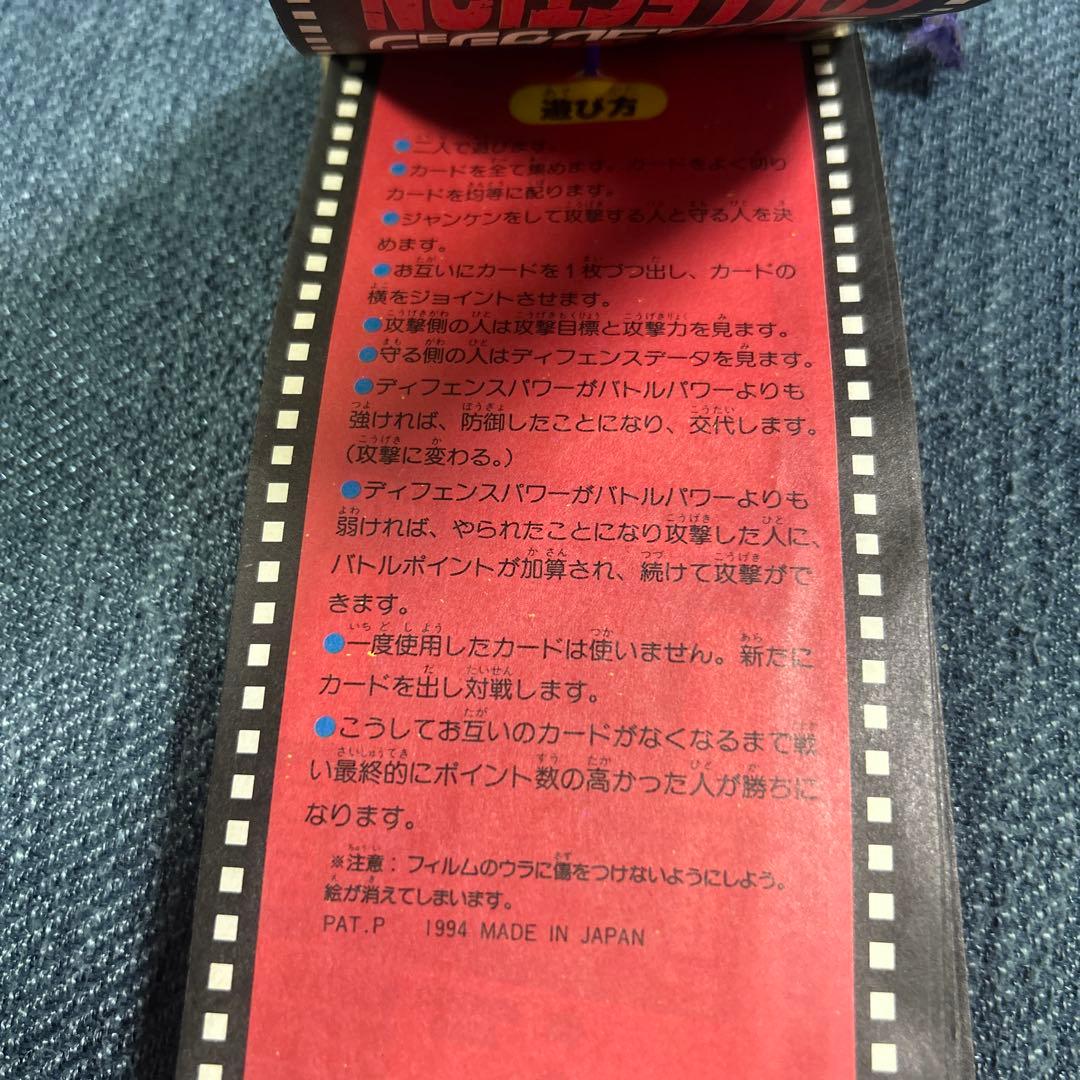 COLLECTION
遊び方
●二人で遊びます。
●カードを全て集めます。カードをよく切り
カードを均等に配ります。
●ジャンケンをして攻撃する人と守る人を決
めます。
●お互いにカードを1枚づつ出し、カードの
横をジョイントさせます。
●攻撃側の人は攻撃目標と攻撃力を見ます。
●守る側の人はディフェンスデータを見ます。
●ディフェンスパワーがバトルパワーよりも
強ければ、防御したことになり、交代します。
(攻撃に変わる。)
●ディフェンスパワーがバトルパワーよりも
弱ければ、やられたことになり攻撃した人に、
バトルポイントが加算され、続けて攻撃がで
きます。
●一度使用したカードは使いません。新たに
カードを出し対戦します。
●こうしてお互いのカードがなくなるまで戦
い最終的にポイント数の高かった人が勝ちに
なります。
※注意:フィルムのウラに傷をつけないようにしよう。
絵が消えてしまいます。
PAT.P 1994 MADE IN JAPAN